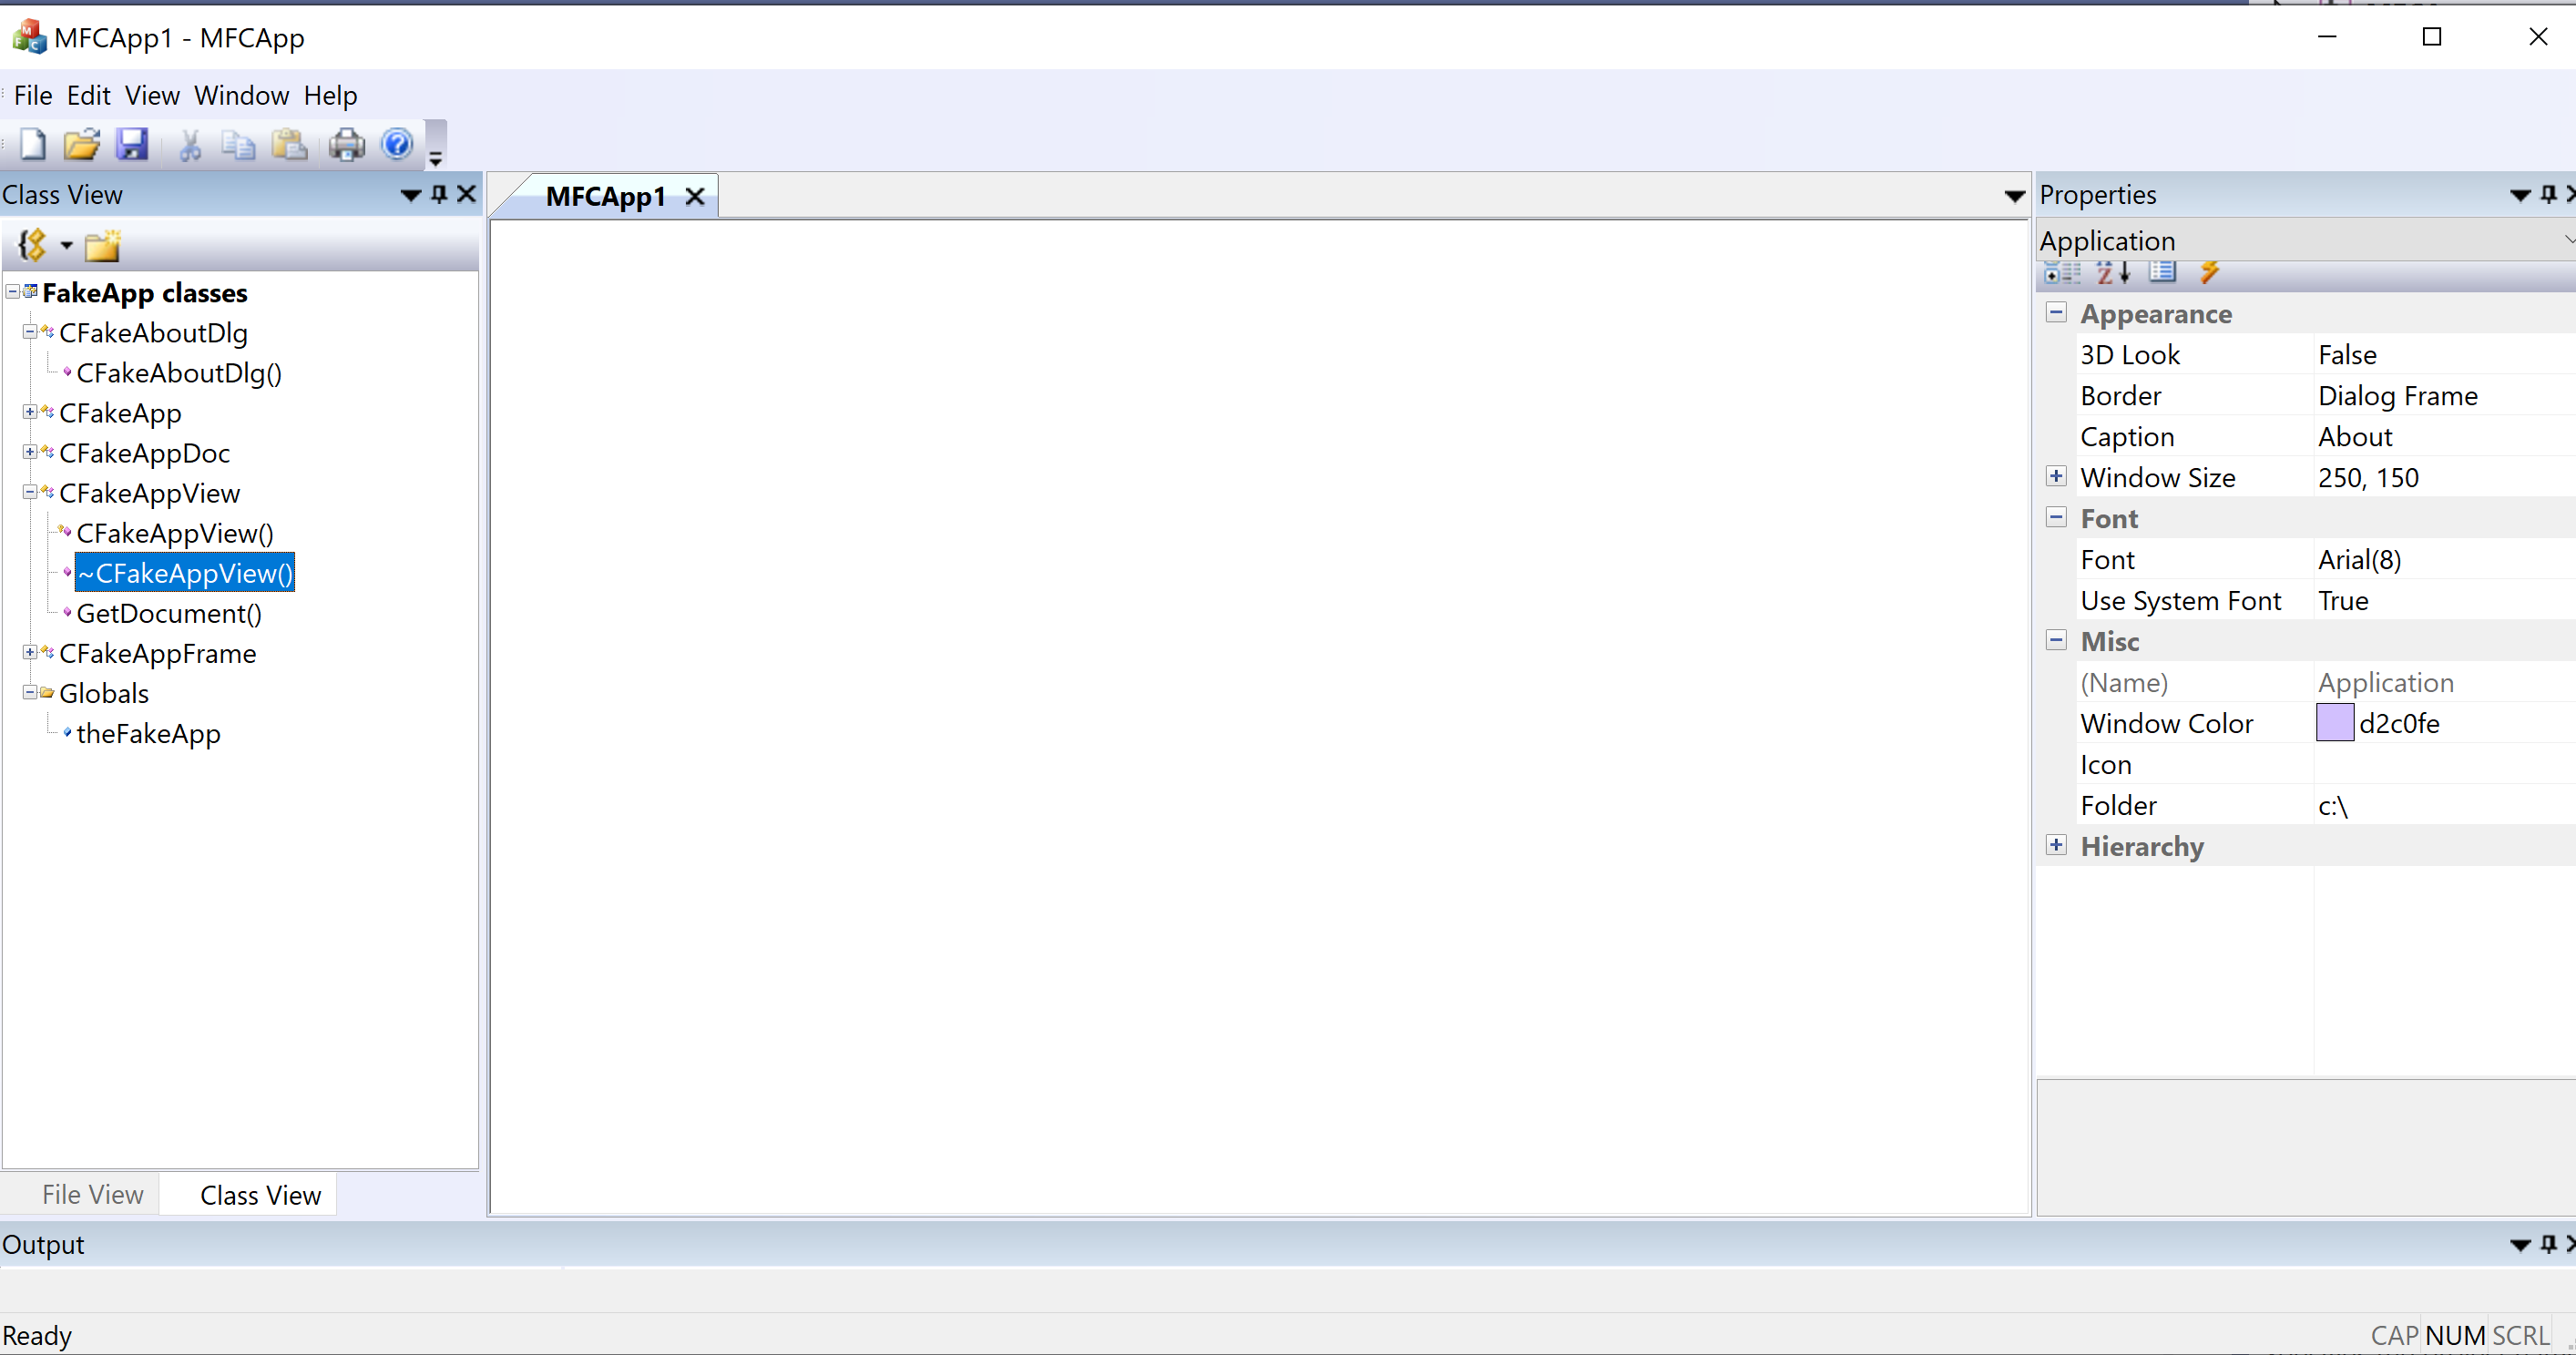 MFCApp1 - MFCApp
File Edit View Window Help
Class View
FakeApp classes
CFakeAboutDlg
CFakeAboutDlg()
CFakeApp
CFakeAppDoc
CFakeAppView
CFakeAppView()
~CFakeAppView()
GetDocument()
CFakeAppFrame
Globals
theFakeApp
File View Class View
MFCApp1
Properties
Application
Appearance
3D Look False
Border Dialog Frame
Caption About
Window Size 250, 150
Font
Font Arial(8)
Use System Font True
Misc
(Name) Application
Window Color d2c0fe
Icon
Folder c:\
Hierarchy
Output
Ready
CAP NUM SCRL